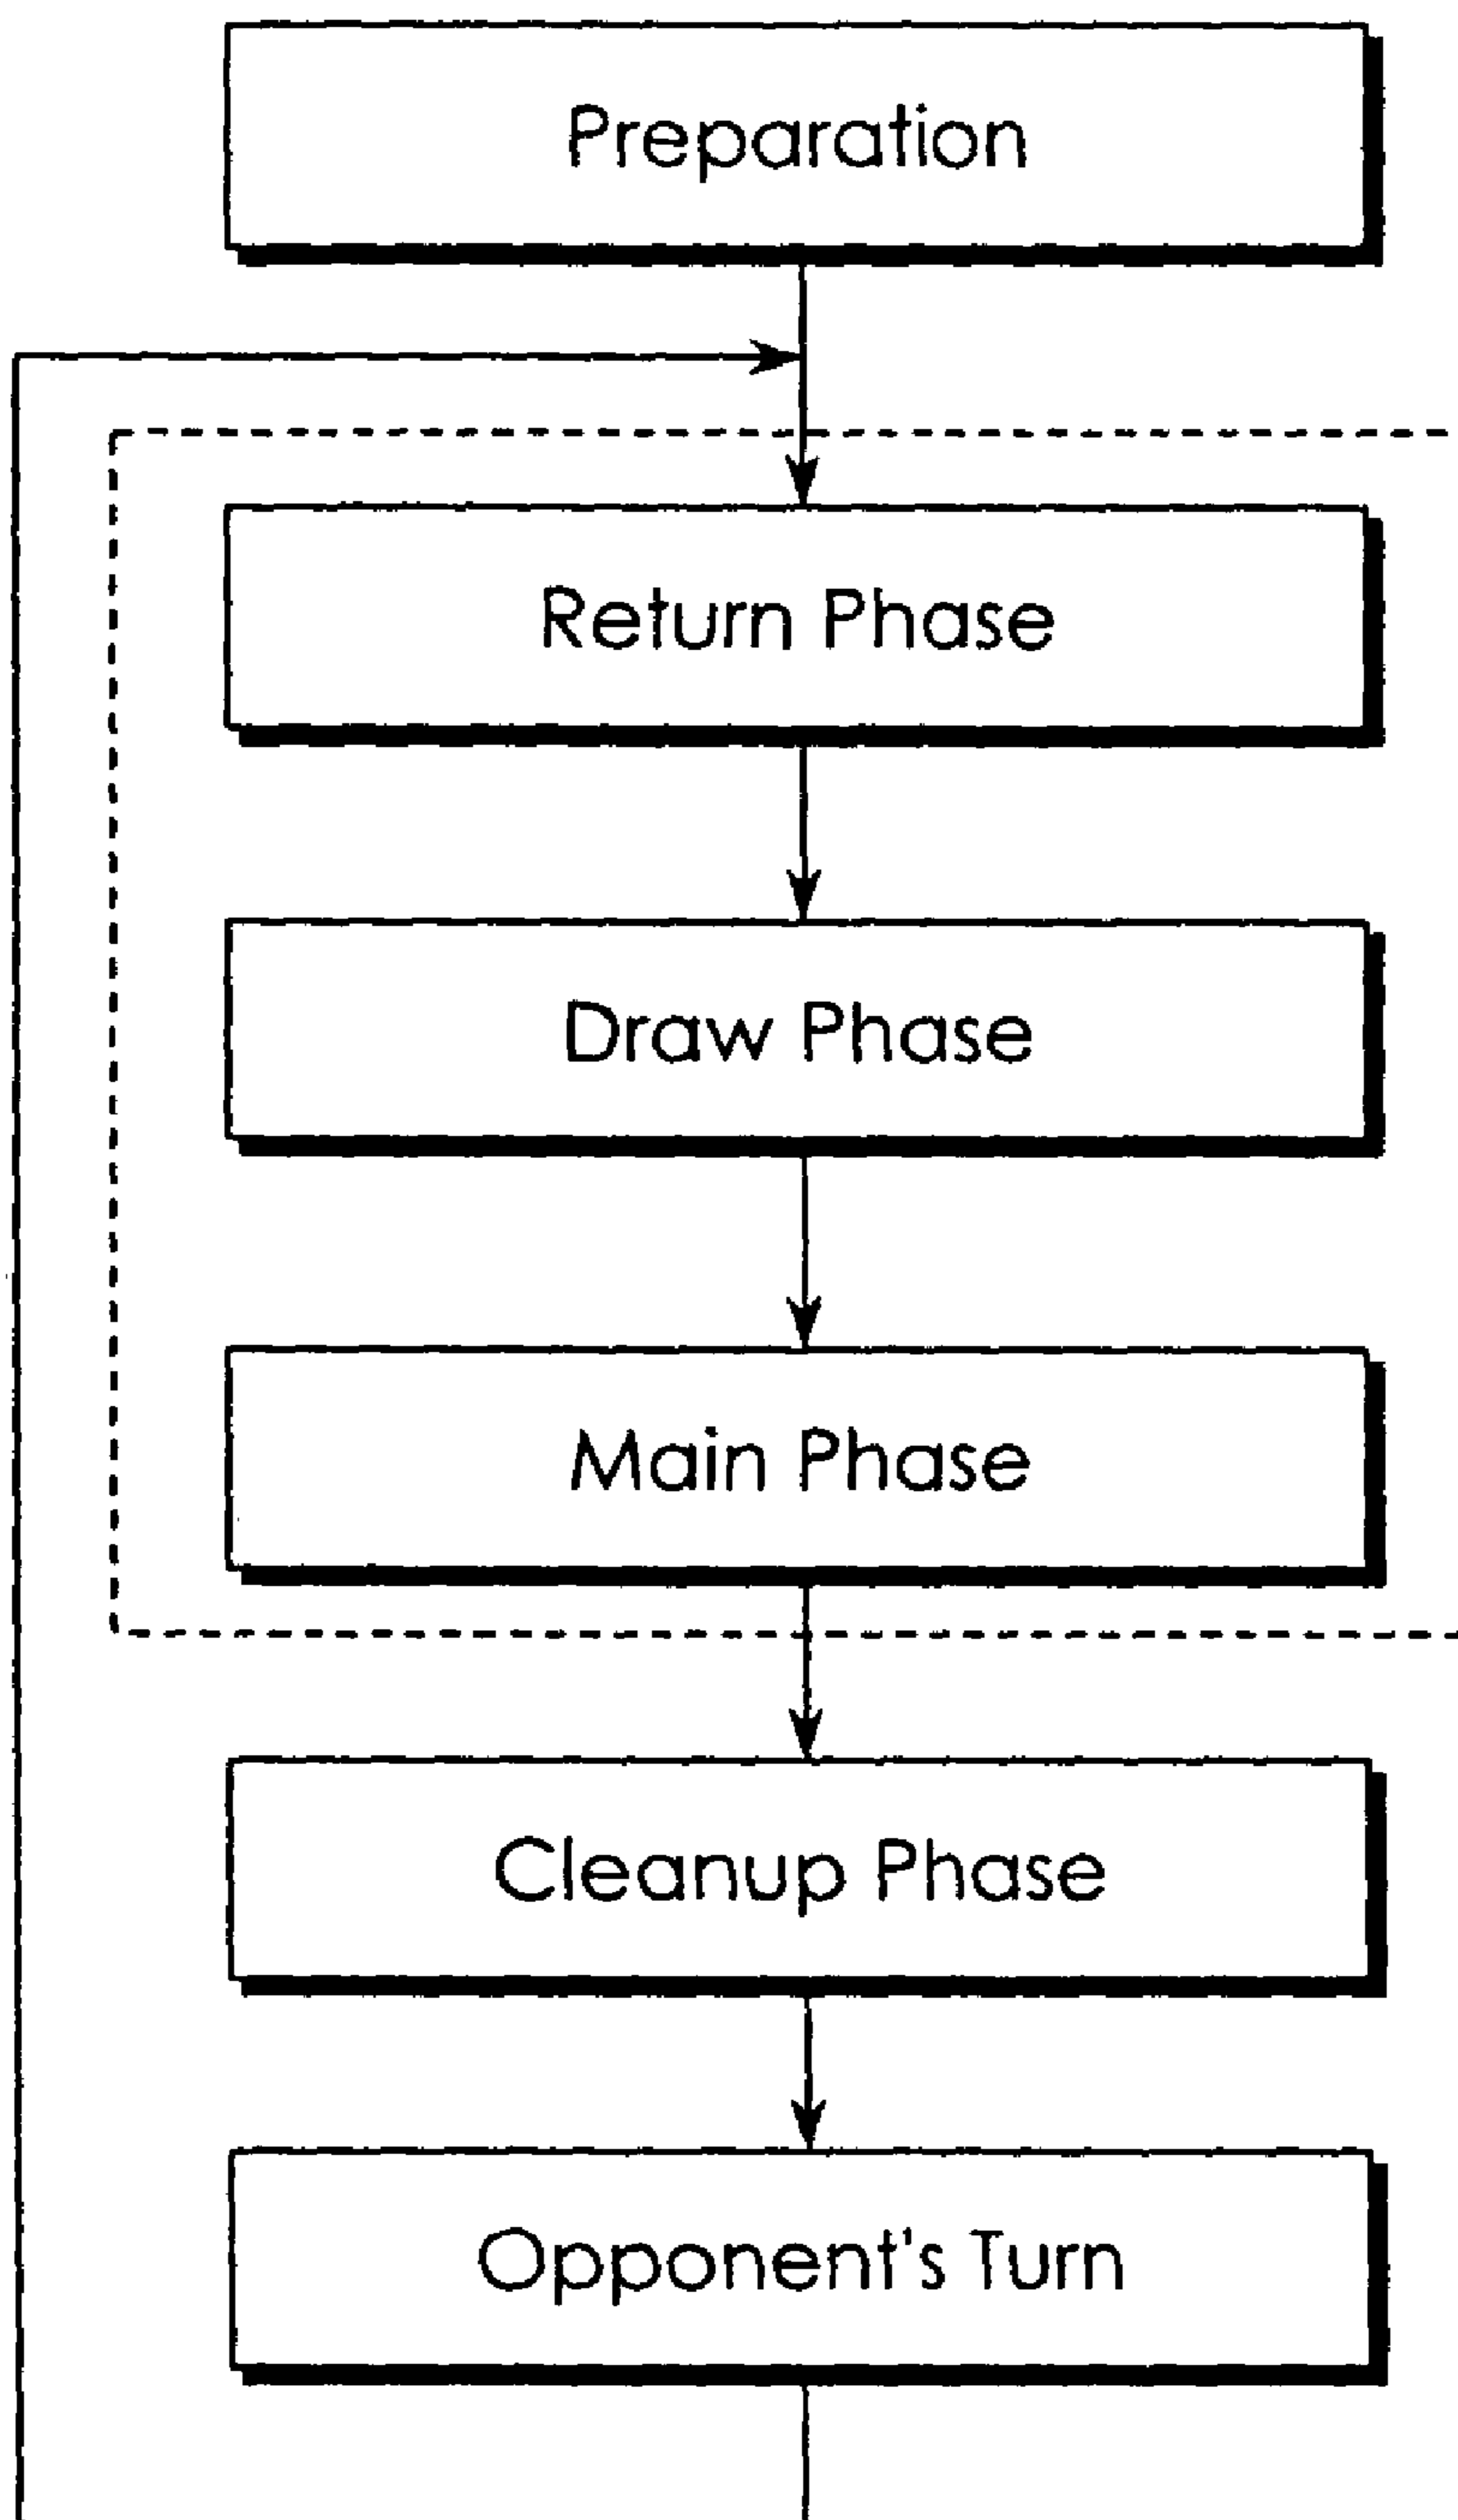 Preparation
Return Phase
Draw Phase
Main Phase
Cleanup Phase
Opponent's Turn